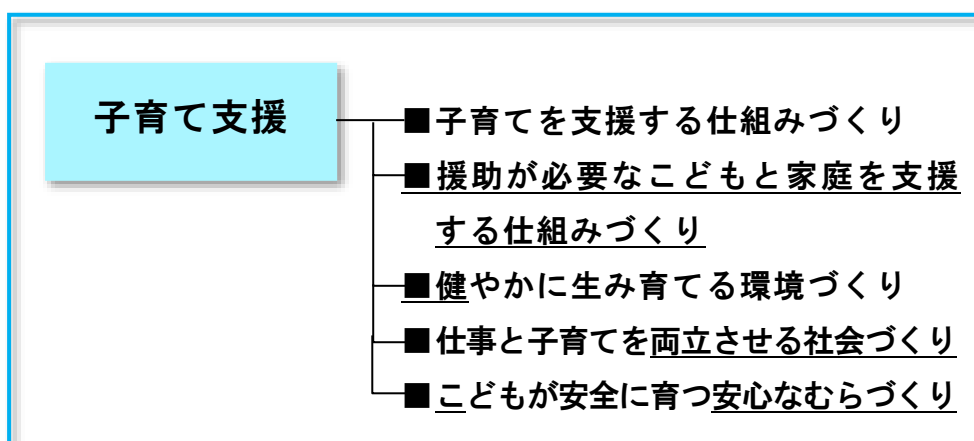 子育て支援
■子育てを支援する仕組みづくり
■援助が必要なこどもと家庭を支援
する仕組みづくり
■健やかに生み育てる環境づくり
■仕事と子育てを両立させる社会づくり
■こどもが安全に育つ安心なむらづくり